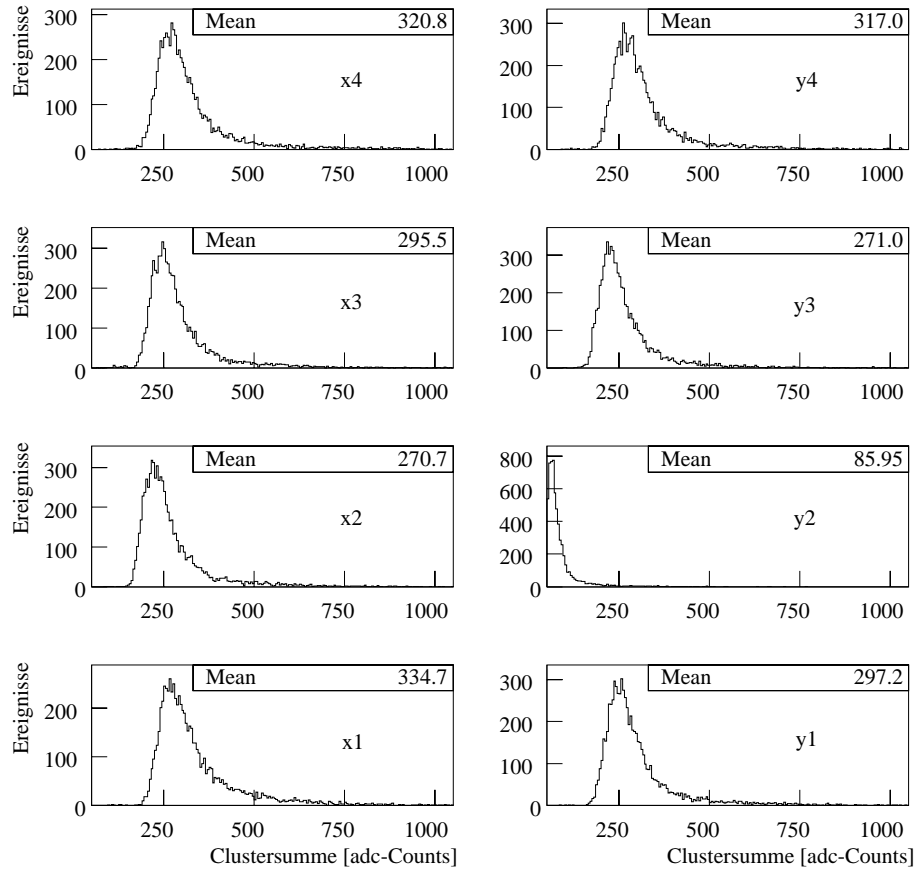 Ereignisse
Mean 320.8
x4
300
200
100
0
250 500 750 1000
Mean 317.0
y4
300
200
100
0
250 500 750 1000
Ereignisse
Mean 295.5
x3
300
200
100
0
250 500 750 1000
Mean 271.0
y3
300
200
100
0
250 500 750 1000
Ereignisse
Mean 270.7
x2
300
200
100
0
250 500 750 1000
Mean 85.95
y2
800
600
400
200
0
250 500 750 1000
Ereignisse
Mean 334.7
x1
200
100
0
250 500 750 1000
Clustersumme [adc-Counts]
Mean 297.2
y1
300
200
100
0
250 500 750 1000
Clustersumme [adc-Counts]